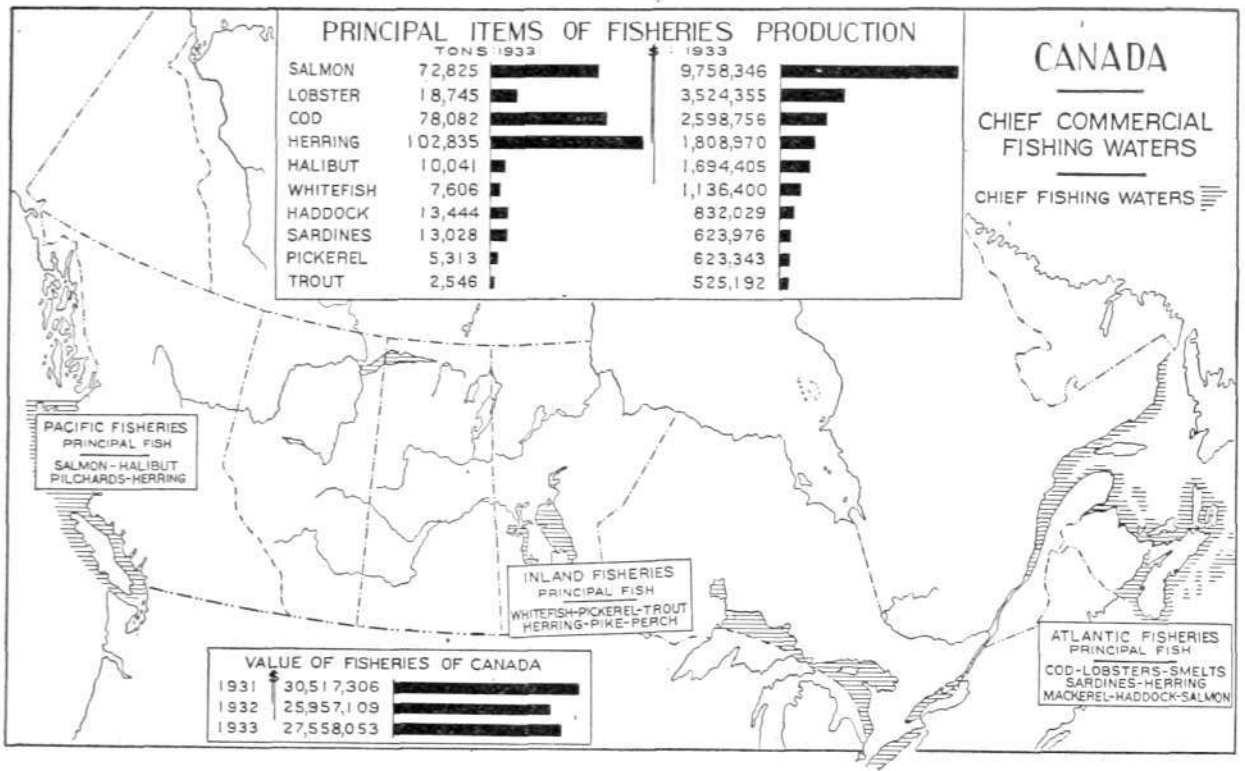 PRINCIPAL ITEMS OF FISHERIES PRODUCTION
TONS:1933 $ : 1933
SALMON 72,825 9,758,346
LOBSTER 18,745 3,524,355
COD 78,082 2,598,756
HERRING 102,835 1,808,970
HALIBUT 10,041 1,694,405
WHITEFISH 7,606 1,136,400
HADDOCK 13,444 832,029
SARDINES 13,028 623,976
PICKEREL 5,313 623,343
TROUT 2,546 525,192
CANADA
CHIEF COMMERCIAL
FISHING WATERS
CHIEF FISHING WATERS
PACIFIC FISHERIES
PRINCIPAL FISH
SALMON-HALIBUT
PILCHARDS-HERRING
INLAND FISHERIES
PRINCIPAL FISH
WHITEFISH-PICKEREL-TROUT
HERRING-PIKE-PERCH
ATLANTIC FISHERIES
PRINCIPAL FISH
COD-LOBSTERS-SMELTS
SARDINES-HERRING
MACKEREL-HADDOCK-SALMON
VALUE OF FISHERIES OF CANADA
$
1931 30,517,306
1932 25,957,109
1933 27,558,053